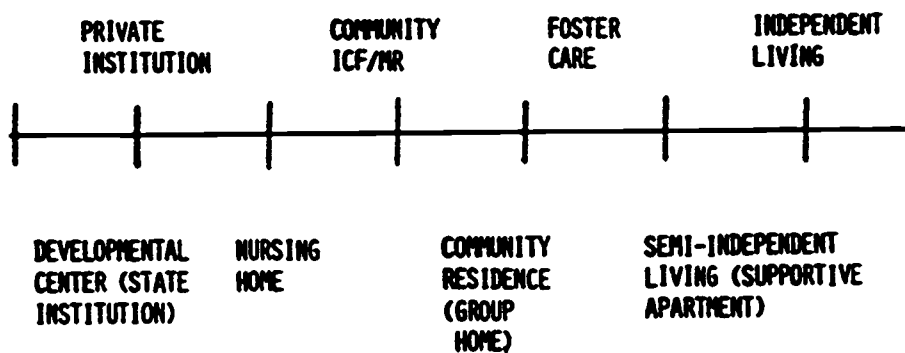 PRIVATE
INSTITUTION
COMMUNITY
ICF/MR
FOSTER
CARE
INDEPENDENT
LIVING
DEVELOPMENTAL
CENTER (STATE
INSTITUTION)
NURSING
HOME
COMMUNITY
RESIDENCE
(GROUP
HOME)
SEMI-INDEPENDENT
LIVING (SUPPORTIVE
APARTMENT)